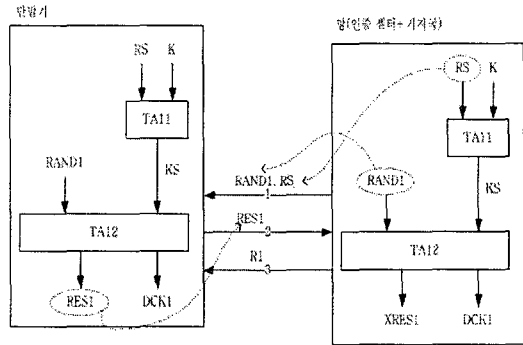 단말기
RS K
TA11
RAND1
KS
TA12
RES1 DCK1
RAND1, RS
1
RES1
2
R1
3
망(인증 센터+ 기지국)
RS K
TA11
RAND1
KS
TA12
XRES1 DCK1